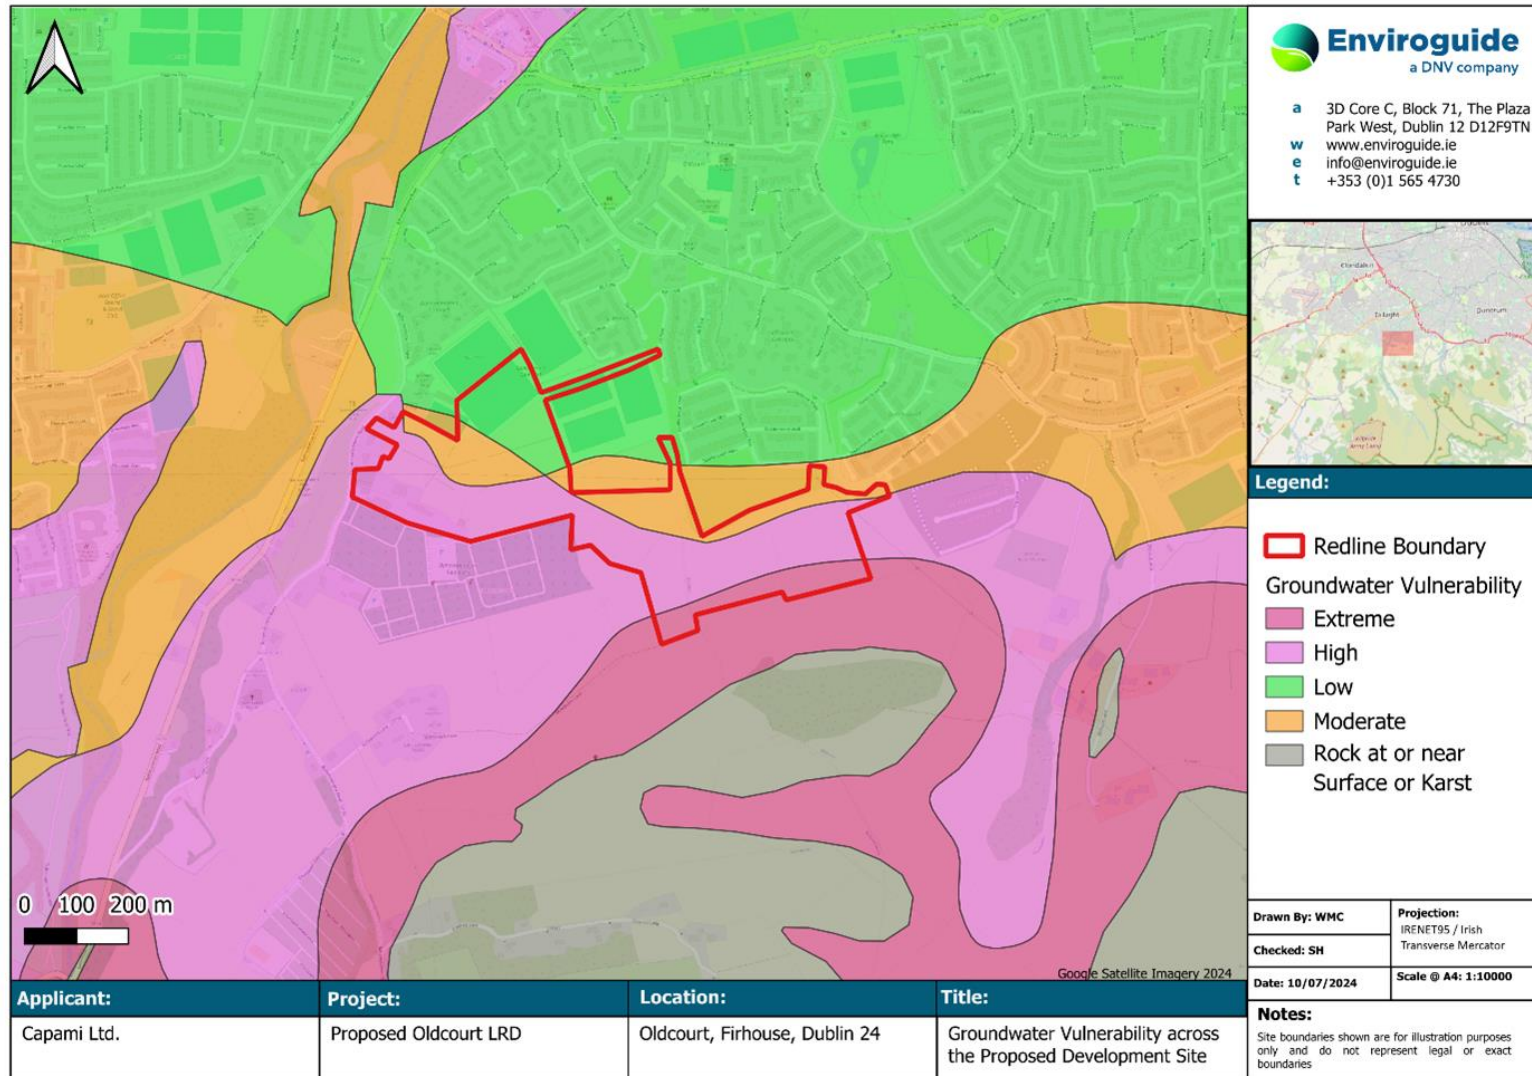 Enviroguide
a DNV company
a 3D Core C, Block 71, The Plaza
Park West, Dublin 12 D12F9TN
w www.enviroguide.ie
e info@enviroguide.ie
t +353 (0)1 565 4730
Legend:
Redline Boundary
Groundwater Vulnerability
Extreme
High
Low
Moderate
Rock at or near
Surface or Karst
0 100 200 m
Google Satellite Imagery 2024
Drawn By: WMC
Checked: SH
Date: 10/07/2024
Projection:
IRENET95 / Irish
Transverse Mercator
Scale @ A4: 1:10000
Notes:
Site boundaries shown are for illustration purposes
only and do not represent legal or exact
boundaries
Applicant:
Capami Ltd.
Project:
Proposed Oldcourt LRD
Location:
Oldcourt, Firhouse, Dublin 24
Title:
Groundwater Vulnerability across
the Proposed Development Site